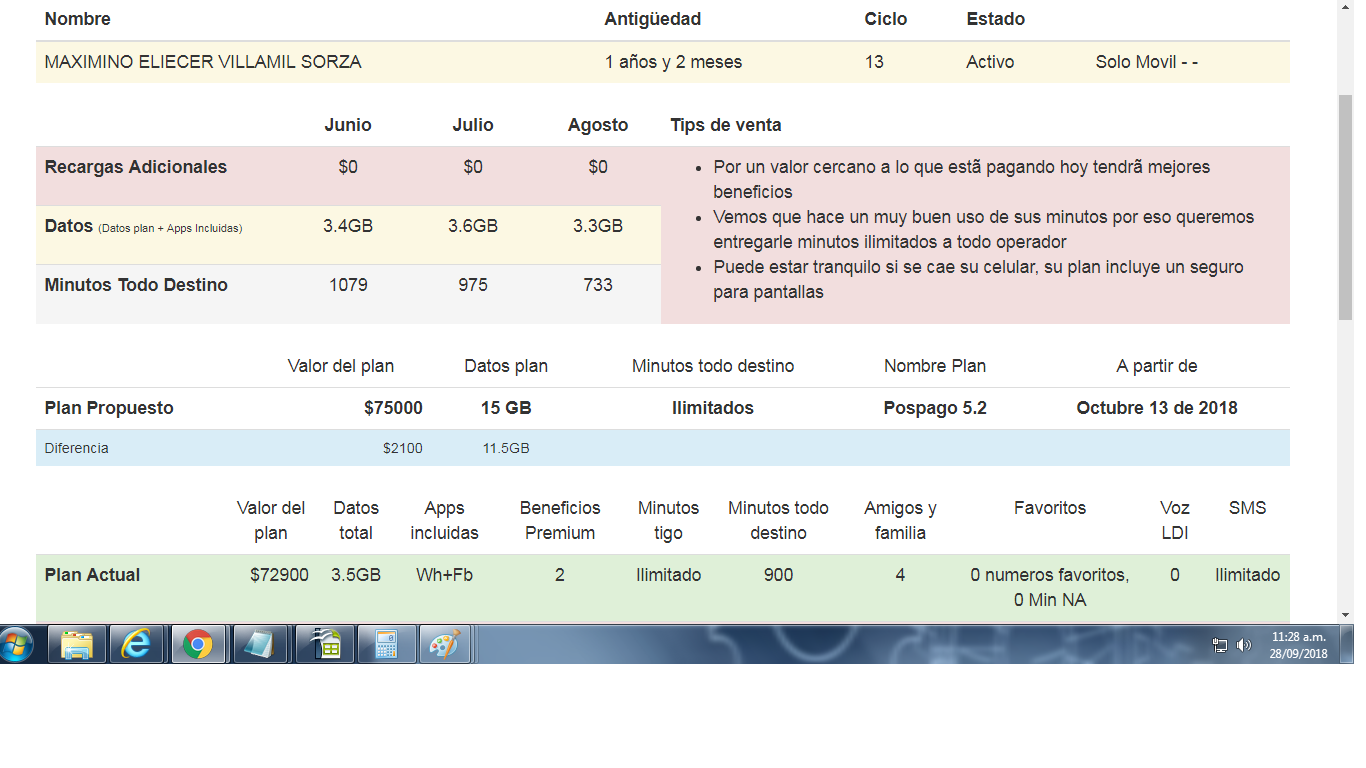 Nombre Antigüedad Ciclo Estado
MAXIMINO ELIECER VILLAMIL SORZA 1 años y 2 meses 13 Activo Solo Movil - -
Junio Julio Agosto Tips de venta
Recargas Adicionales $0 $0 $0
• Por un valor cercano a lo que estã pagando hoy tendrã mejores
beneficios
• Vemos que hace un muy buen uso de sus minutos por eso queremos
entregarle minutos ilimitados a todo operador
• Puede estar tranquilo si se cae su celular, su plan incluye un seguro
para pantallas
Datos (Datos plan + Apps Incluidas) 3.4GB 3.6GB 3.3GB
Minutos Todo Destino 1079 975 733
Valor del plan Datos plan Minutos todo destino Nombre Plan A partir de
Plan Propuesto $75000 15 GB Ilimitados Pospago 5.2 Octubre 13 de 2018
Diferencia $2100 11.5GB
Valor del Datos Apps Beneficios Minutos Minutos todo Amigos y Favoritos Voz SMS
plan total incluidas Premium tigo destino familia LDI
Plan Actual $72900 3.5GB Wh+Fb 2 Ilimitado 900 4 0 numeros favoritos, 0 Ilimitado
0 Min NA
11:28 a.m.
28/09/2018